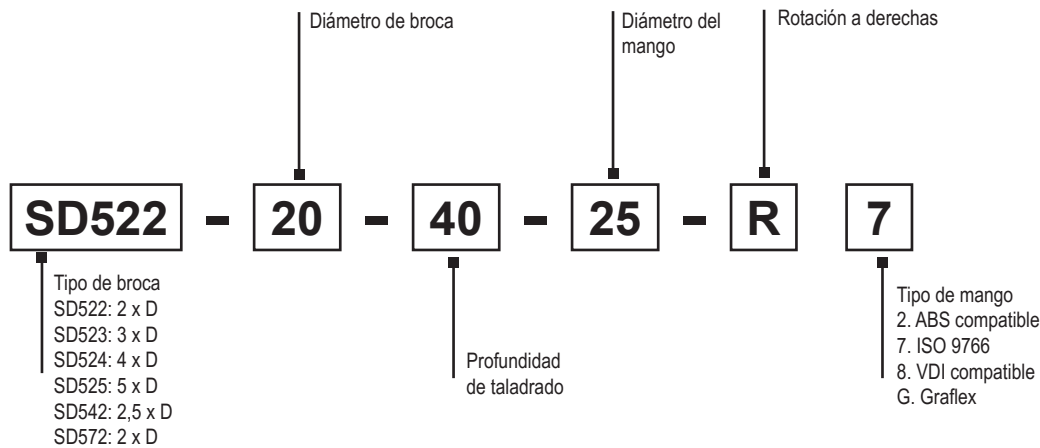 Diámetro de broca
Diámetro del
mango
Rotación a derechas
SD522 - 20 - 40 - 25 - R 7
Tipo de broca
SD522: 2 x D
SD523: 3 x D
SD524: 4 x D
SD525: 5 x D
SD542: 2,5 x D
SD572: 2 x D
Profundidad
de taladrado
Tipo de mango
2. ABS compatible
7. ISO 9766
8. VDI compatible
G. Graflex